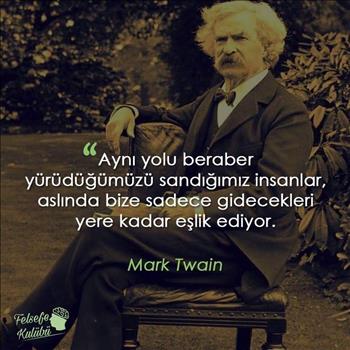 “Aynı yolu beraber
yürüdüğümüzü sandığımız insanlar,
aslında bize sadece gidecekleri
yere kadar eşlik ediyor.
Mark Twain
Felsefe
Kulübü